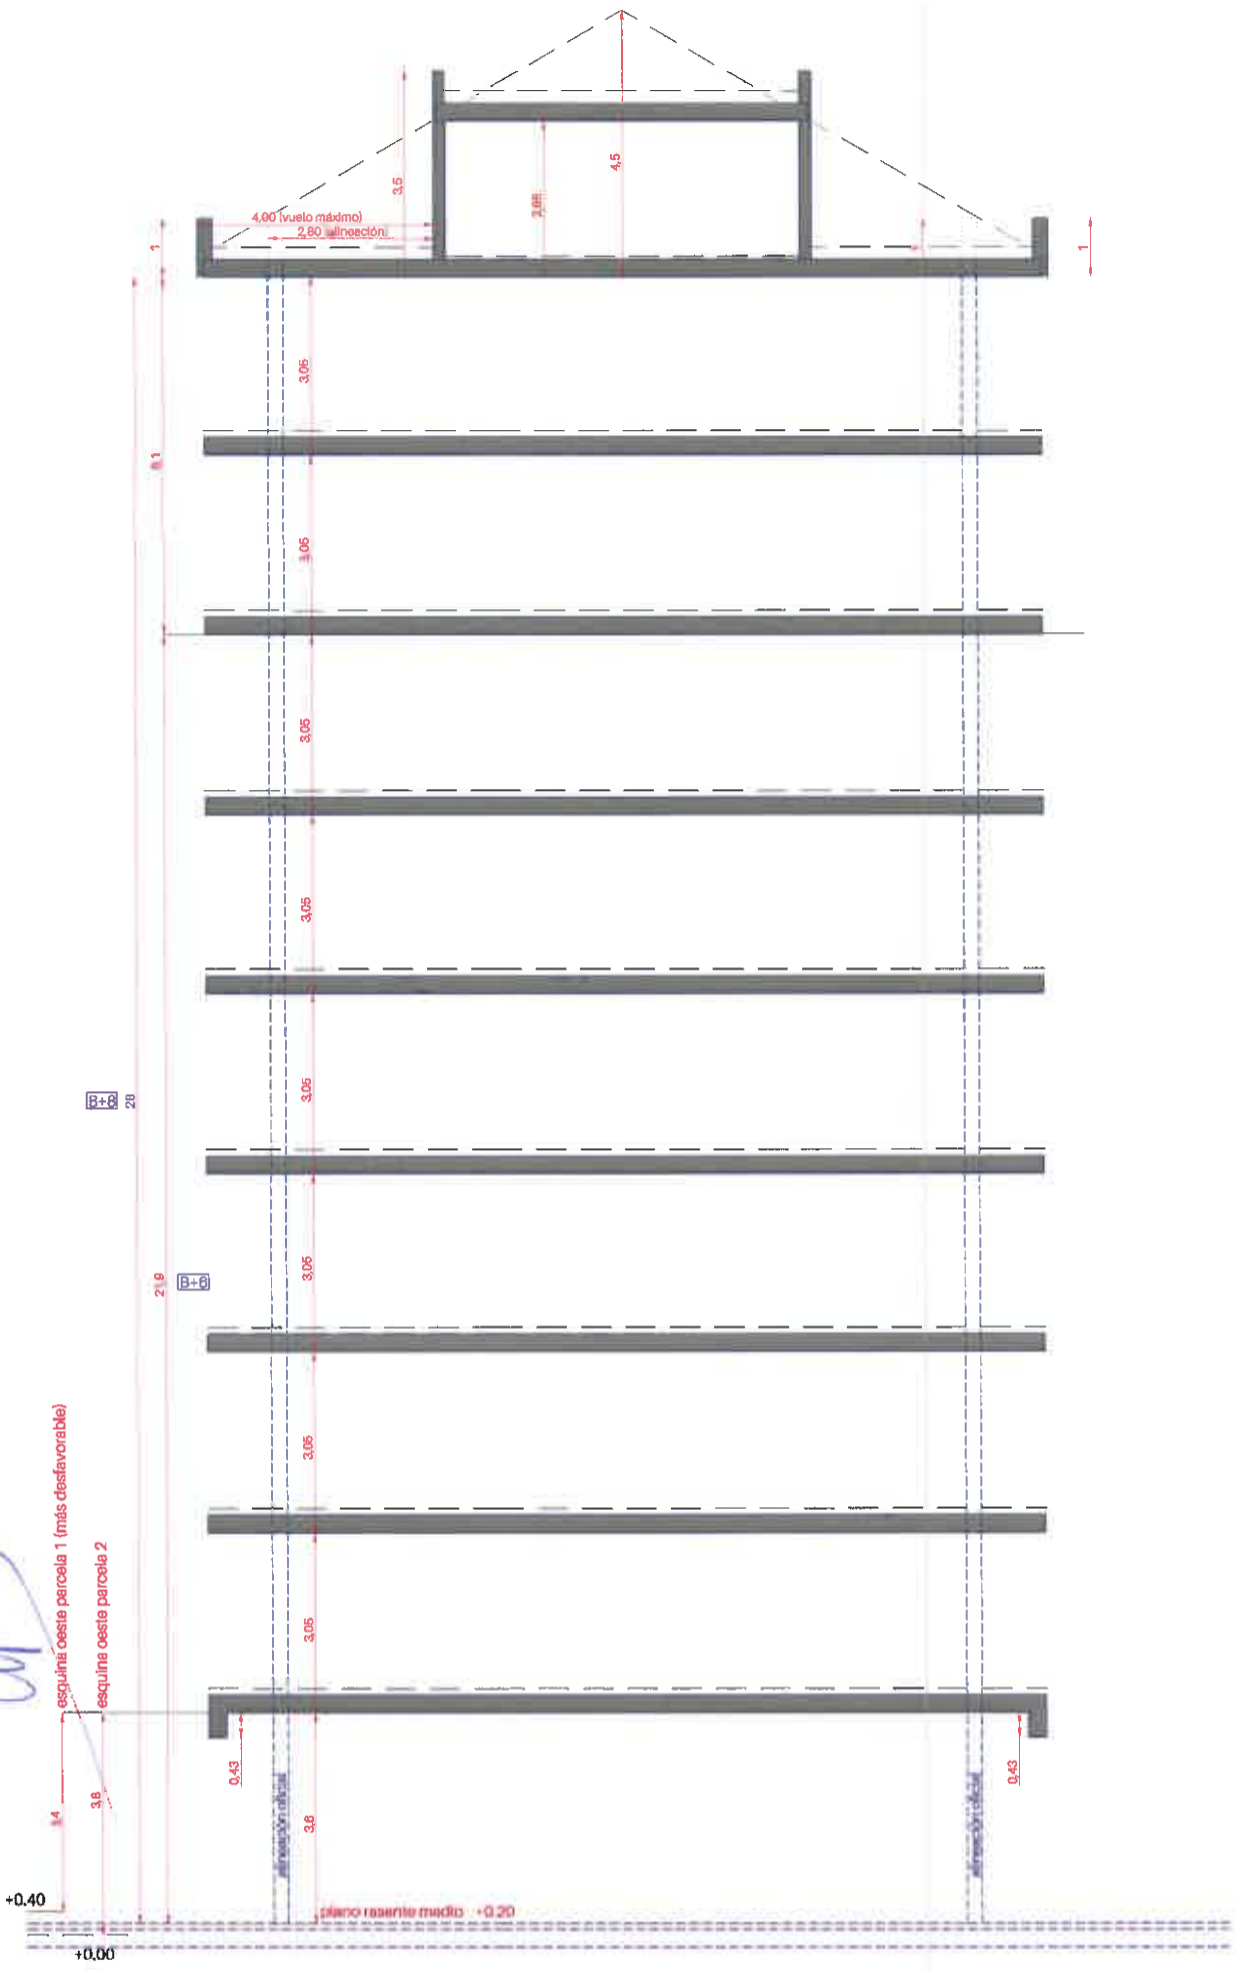 4,5
3,5
2,66
4,00 (vuelo máximo)
2,80 (alineación)
1
1
3,05
6,1
3,05
3,05
3,05
3,05
B+8
28
3,05
21,9
B+6
3,05
3,05
esquina oeste parcela 1 (más desfavorable)
esquina oeste parcela 2
0,43
0,43
3,4
3,8
3,6
alineación oficial
alineación oficial
+0.40
plano rasante medio +0.20
+0,00